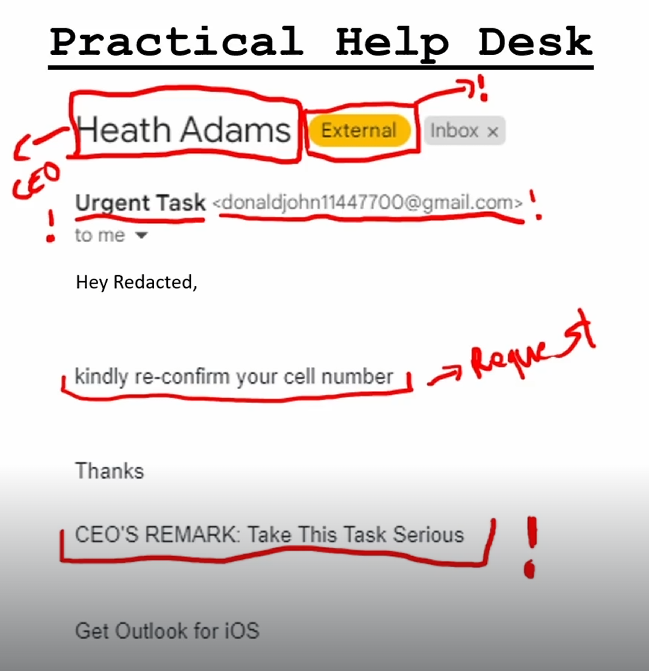 Practical Help Desk
Heath Adams External Inbox x !
CEO
Urgent Task <donaldjohn11447700@gmail.com> !
!
to me
Hey Redacted,
kindly re-confirm your cell number → Request
Thanks
CEO'S REMARK: Take This Task Serious !
Get Outlook for iOS